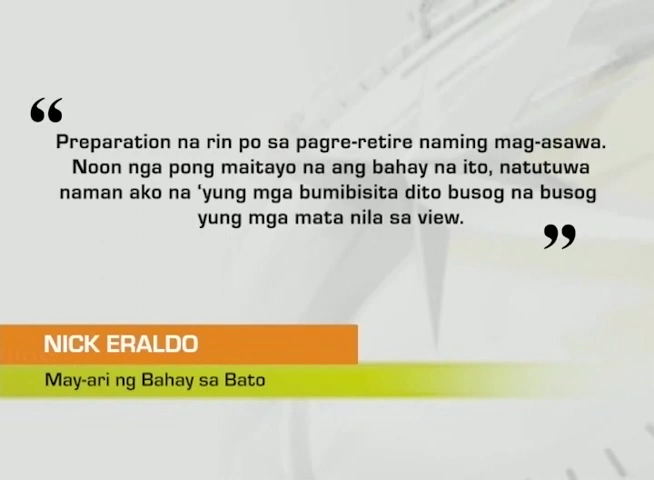 “
Preparation na rin po sa pagre-retire naming mag-asawa.
Noon nga pong maitayo na ang bahay na ito, natutuwa
naman ako na ‘yung mga bumibisita dito busog na busog
yung mga mata nila sa view.
”
NICK ERALDO
May-ari ng Bahay sa Bato